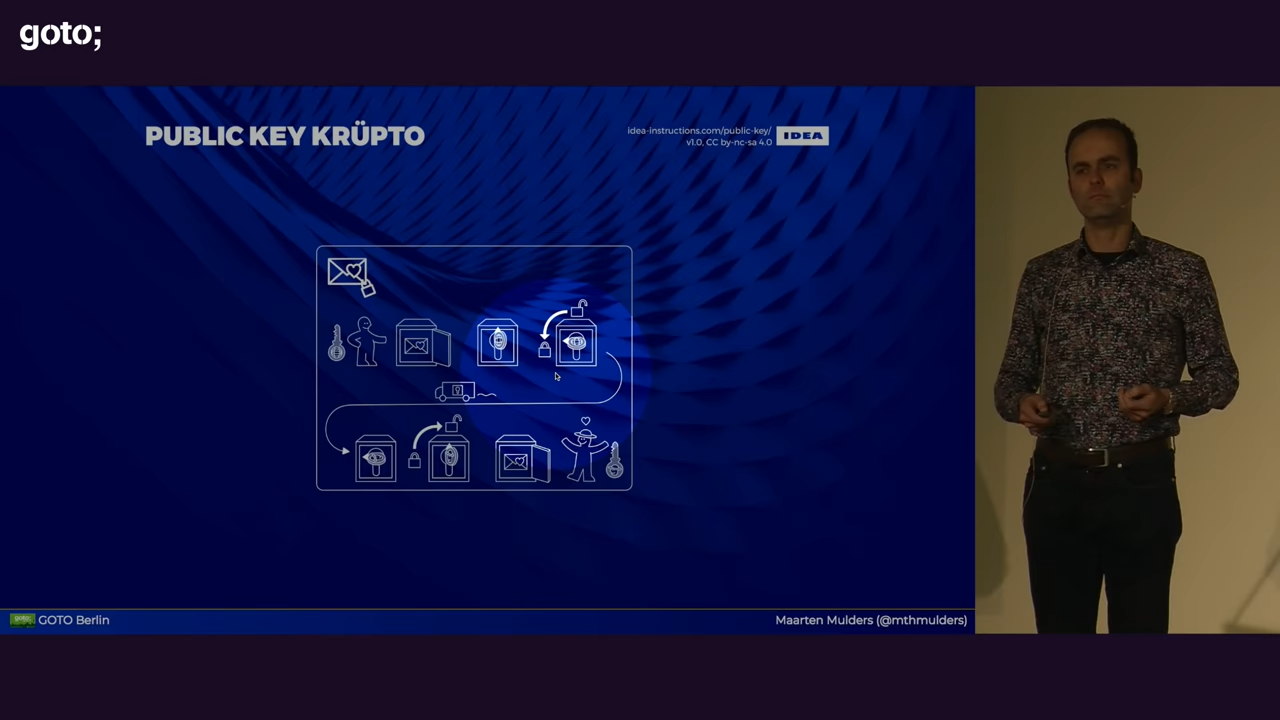 goto;
PUBLIC KEY KRÜPTO
idea-instructions.com/public-key/
v1.0, CC by-nc-sa 4.0
IDEA
goto;
GOTO Berlin
Maarten Mulders (@mthmulders)